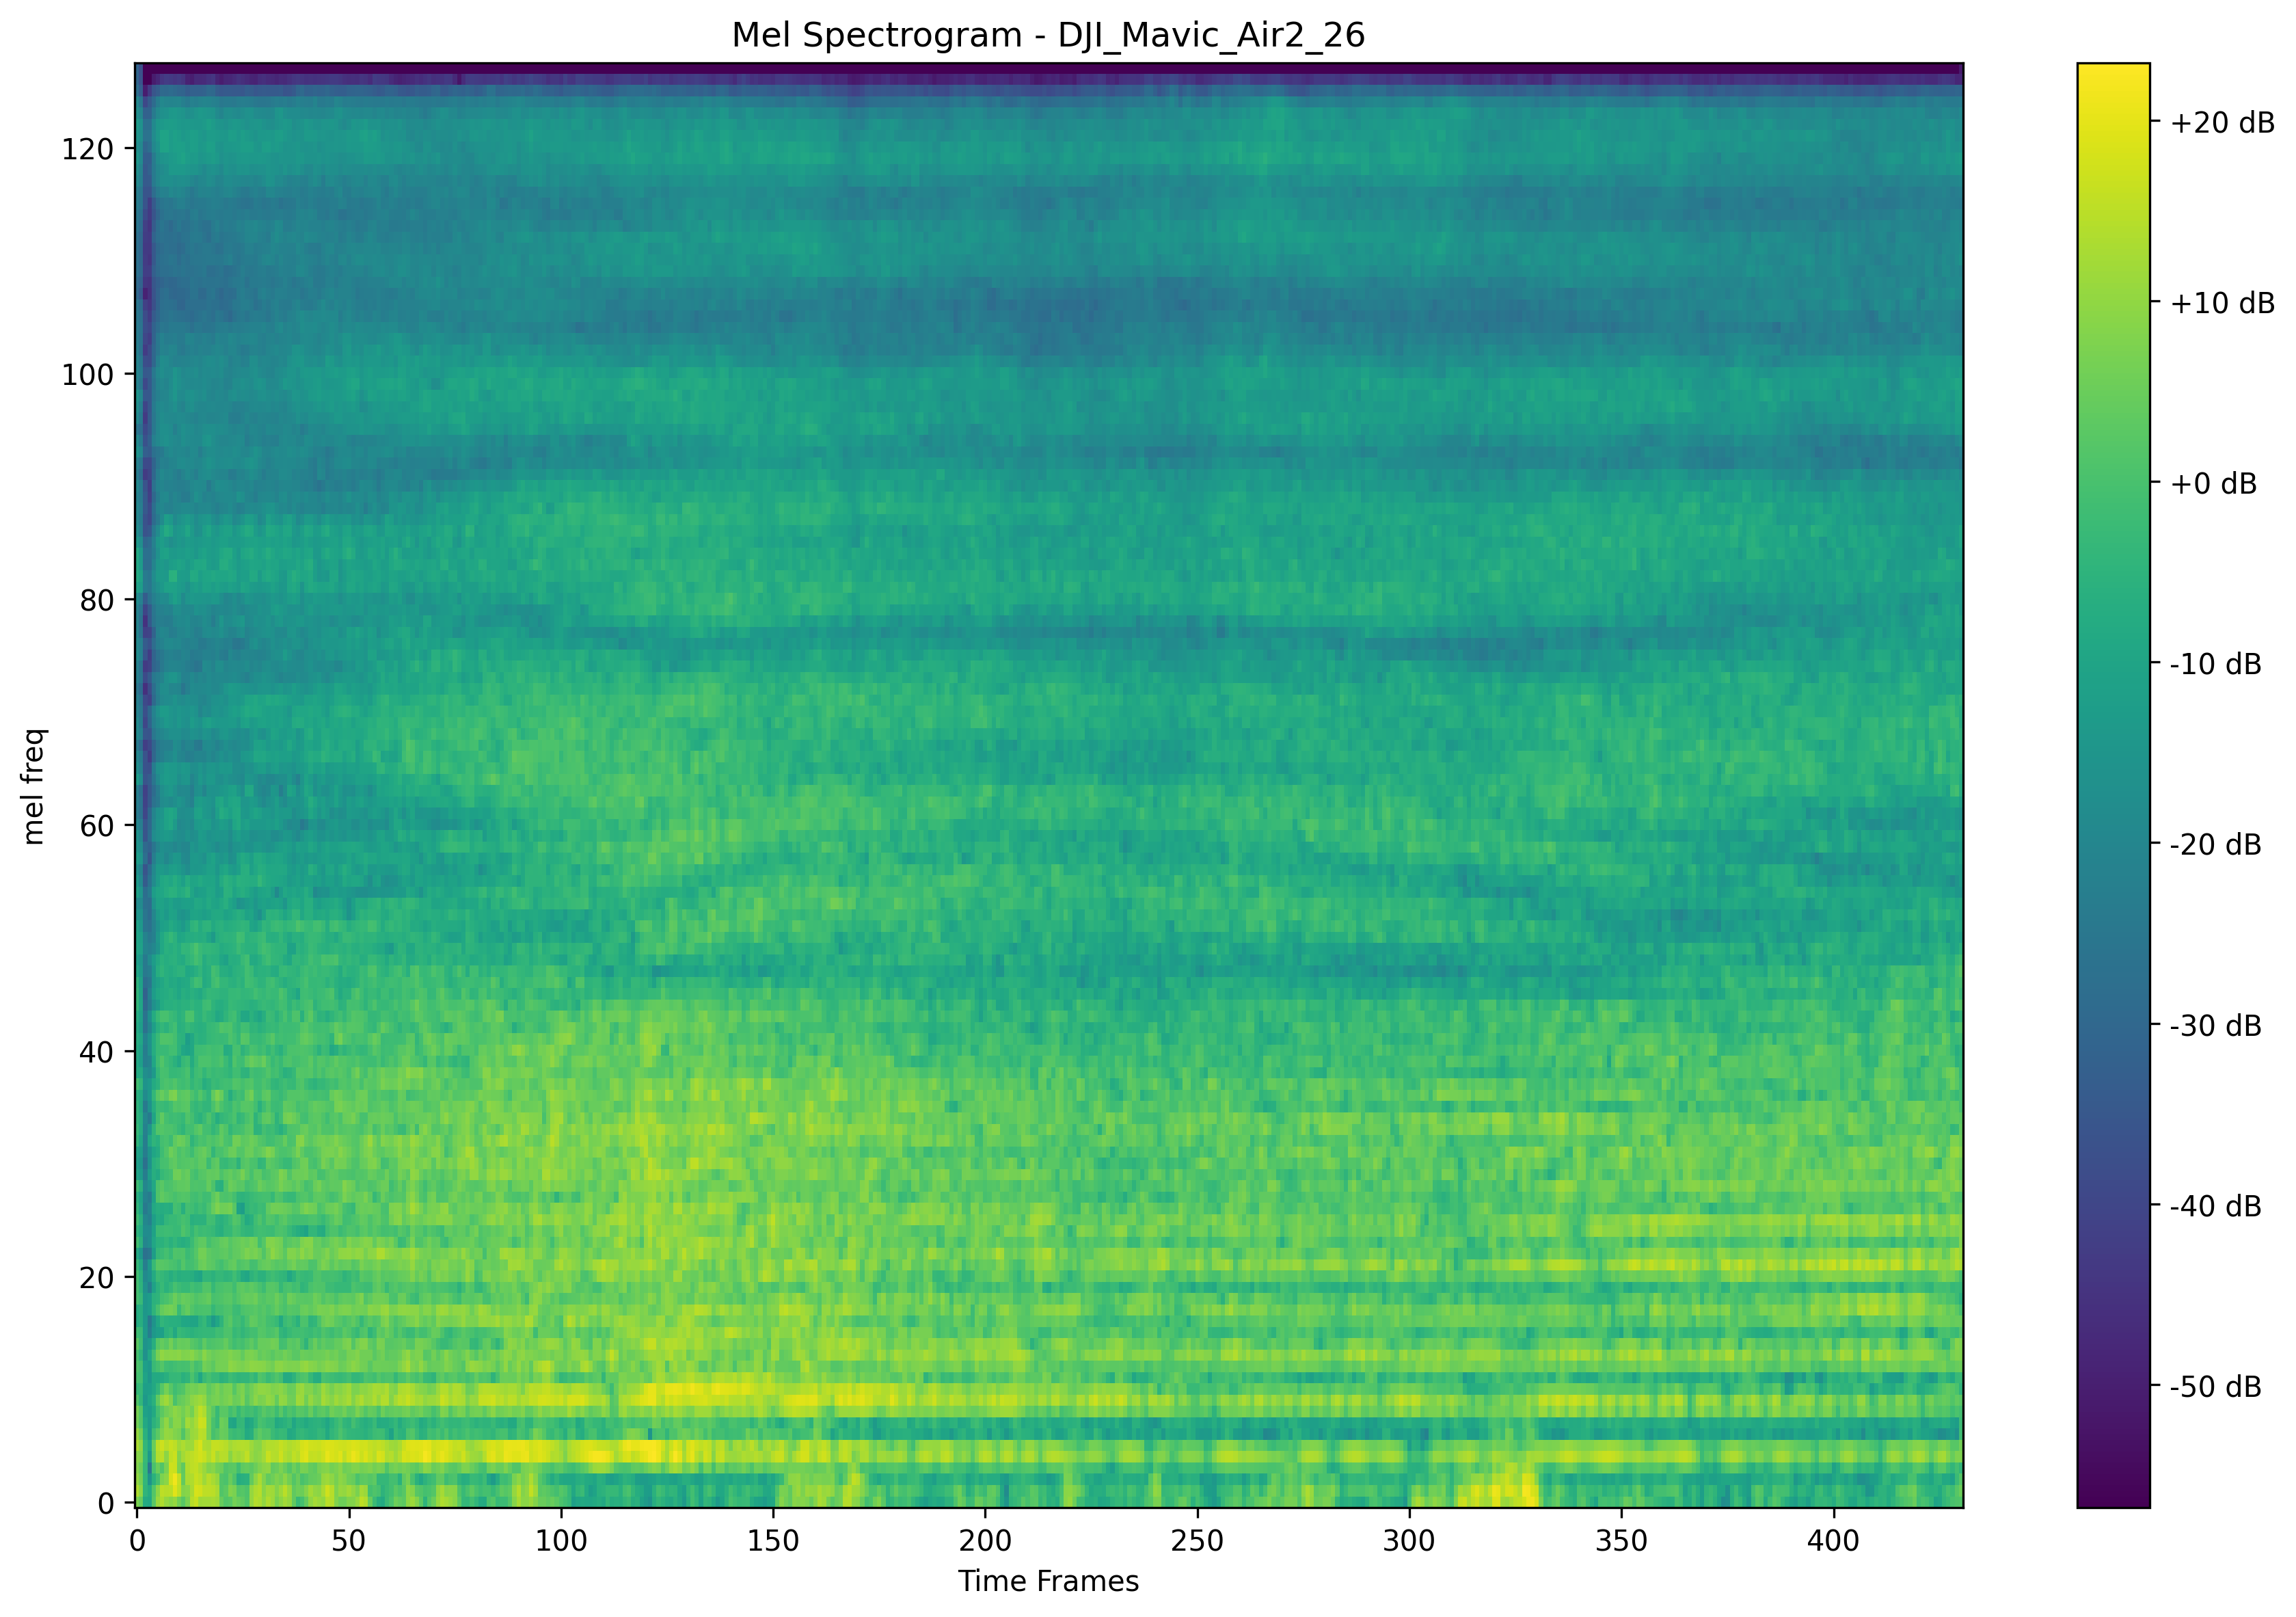 Mel Spectrogram - DJI_Mavic_Air2_26
+20 dB
+10 dB
+0 dB
-10 dB
-20 dB
-30 dB
-40 dB
-50 dB
mel freq
120
100
80
60
40
20
0
0 50 100 150 200 250 300 350 400
Time Frames